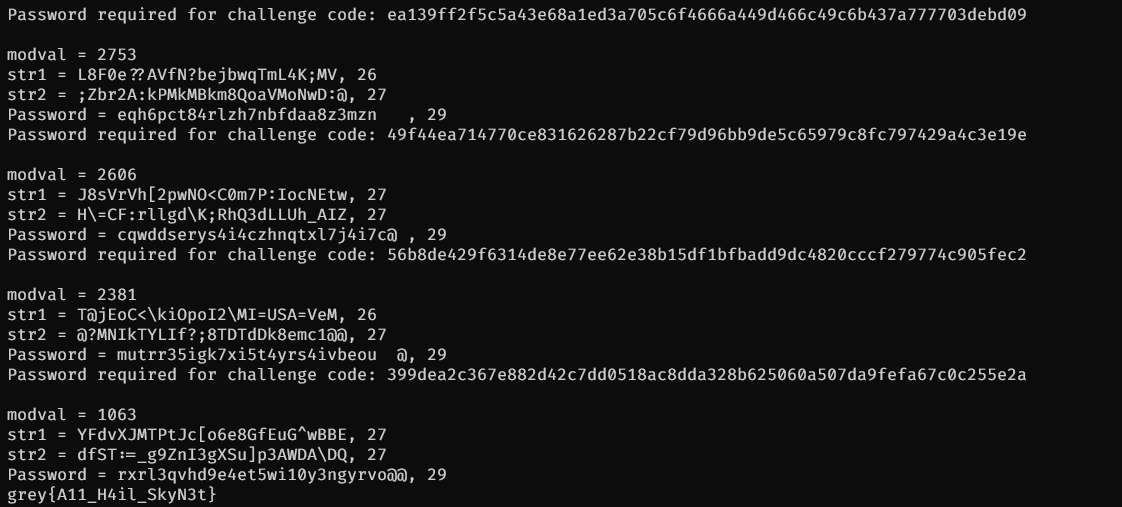 Password required for challenge code: ea139ff2f5c5a43e68a1ed3a705c6f4666a449d466c49c6b437a777703debd09
modval = 2753
str1 = L8F0e??AVfN?bejbwqTmL4K;MV, 26
str2 = ;Zbr2A:kPMkMBkm8QoaVMoNwD:@, 27
Password = eqh6pct84rlzh7nbfdaa8z3mzn   , 29
Password required for challenge code: 49f44ea714770ce831626287b22cf79d96bb9de5c65979c8fc797429a4c3e19e
modval = 2606
str1 = J8sVrVh[2pwNO<C0m7P:IocNEtw, 27
str2 = H\=CF:rllgd\K;RhQ3dLLUh_AIZ, 27
Password = cqwddserys4i4czhnqtxl7j4i7c@ , 29
Password required for challenge code: 56b8de429f6314de8e77ee62e38b15df1bfbadd9dc4820cccf279774c905fec2
modval = 2381
str1 = T@jEoC<\kiOpoI2\MI=USA=VeM, 26
str2 = @?MNIkTYLIf?;8TDTdDk8emc1@@, 27
Password = mutrr35igk7xi5t4yrs4ivbeou  @, 29
Password required for challenge code: 399dea2c367e882d42c7dd0518ac8dda328b625060a507da9fefa67c0c255e2a
modval = 1063
str1 = YFdvXJMTPtJc[o6e8GfEuG^wBBE, 27
str2 = dfST:=_g9ZnI3gXSu]p3AWDA\DQ, 27
Password = rxrl3qvhd9e4et5wi10y3ngyrvo@@, 29
grey{A11_H4il_SkyN3t}